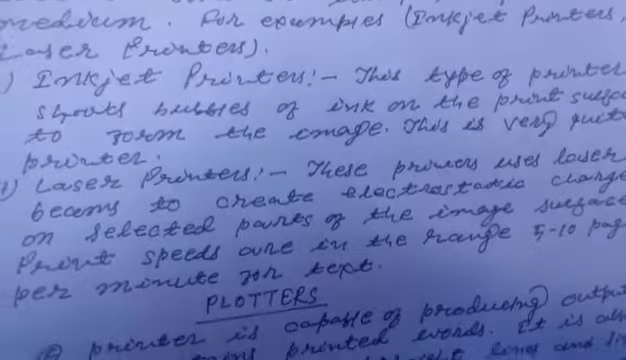 medium. For examples (Inkjet Printers,
Laser Printers).
) Inkjet Printers:- This type of printer
shoots bubbles of ink on the print
to form the image. This is very
printer.
) Laser Printers:- These printers uses laser
beams to create electrostatic charge
on selected parts of the image surface
Print speeds are in the range 5-10 pag
per minute for text.
PLOTTERS
printer is capable of producing output
printed words. It is
lines and